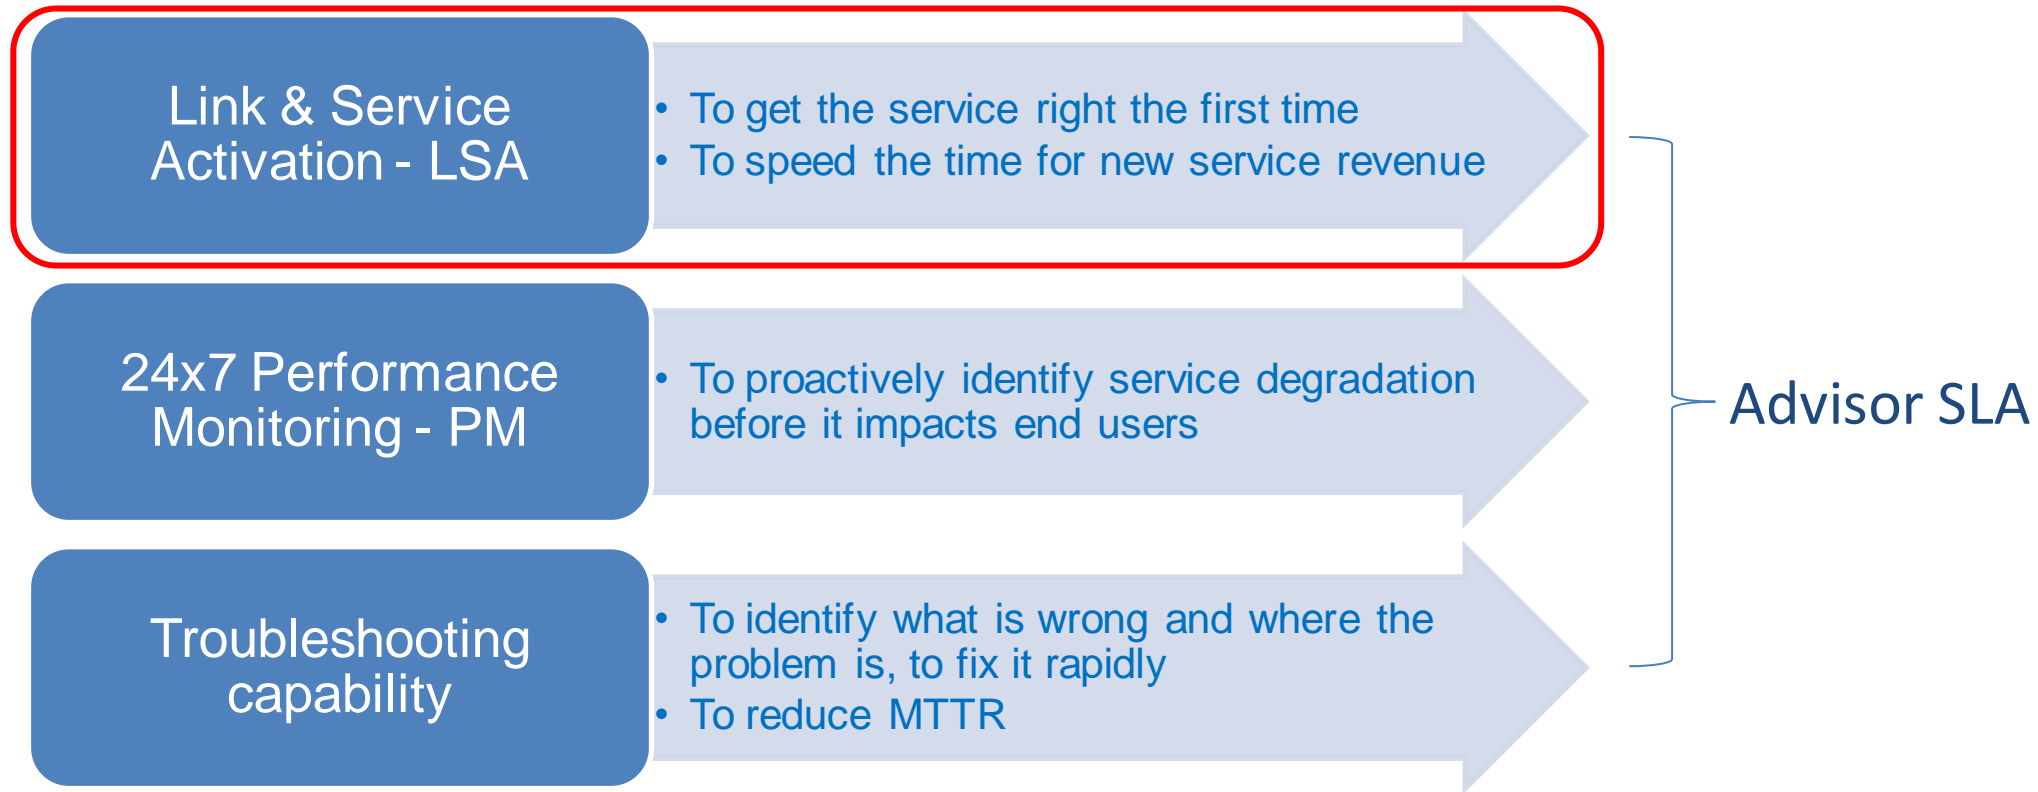 Link & Service
Activation - LSA
• To get the service right the first time
• To speed the time for new service revenue
24x7 Performance
Monitoring - PM
• To proactively identify service degradation
before it impacts end users
Advisor SLA
Troubleshooting
capability
• To identify what is wrong and where the
problem is, to fix it rapidly
• To reduce MTTR